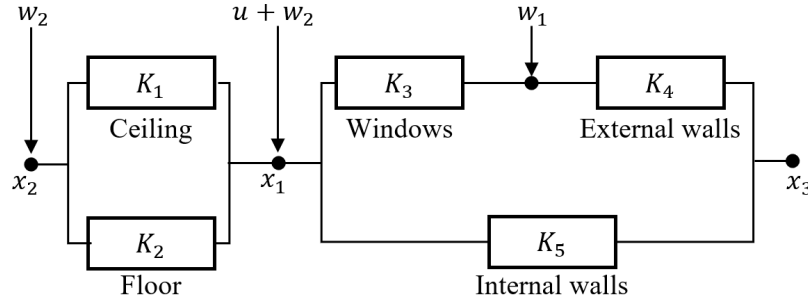 w₂
u + w₂
w₁
K₁
Ceiling
K₃
Windows
K₄
External walls
x₂
x₁
x₃
K₂
Floor
K₅
Internal walls